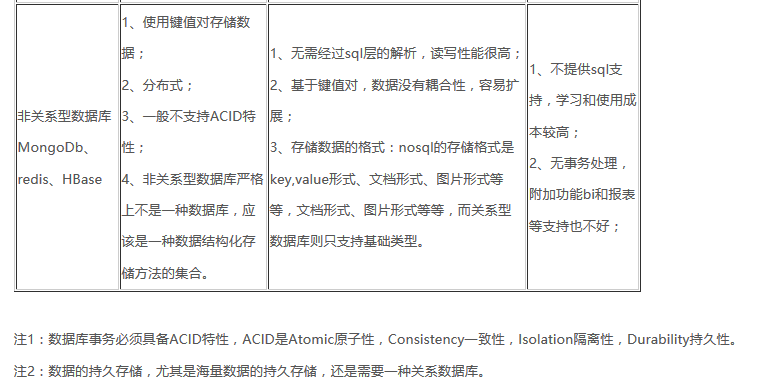 非关系型数据库
MongoDb、
redis、HBase
1、使用键值对存储数
据；
2、分布式；
3、一般不支持ACID特
性；
4、非关系型数据库严格
上不是一种数据库，应
该是一种数据结构化存
储方法的集合。
1、无需经过sql层的解析，读写性能很高；
2、基于键值对，数据没有耦合性，容易扩
展；
3、存储数据的格式：nosql的存储格式是
key,value形式、文档形式、图片形式等
等，文档形式、图片形式等等，而关系型
数据库则只支持基础类型。
1、不提供sql支
持，学习和使用成
本较高；
2、无事务处理，
附加功能bi和报表
等支持也不好；
注1：数据库事务必须具备ACID特性，ACID是Atomic原子性，Consistency一致性，Isolation隔离性，Durability持久性。
注2：数据的持久存储，尤其是海量数据的持久存储，还是需要一种关系数据库。